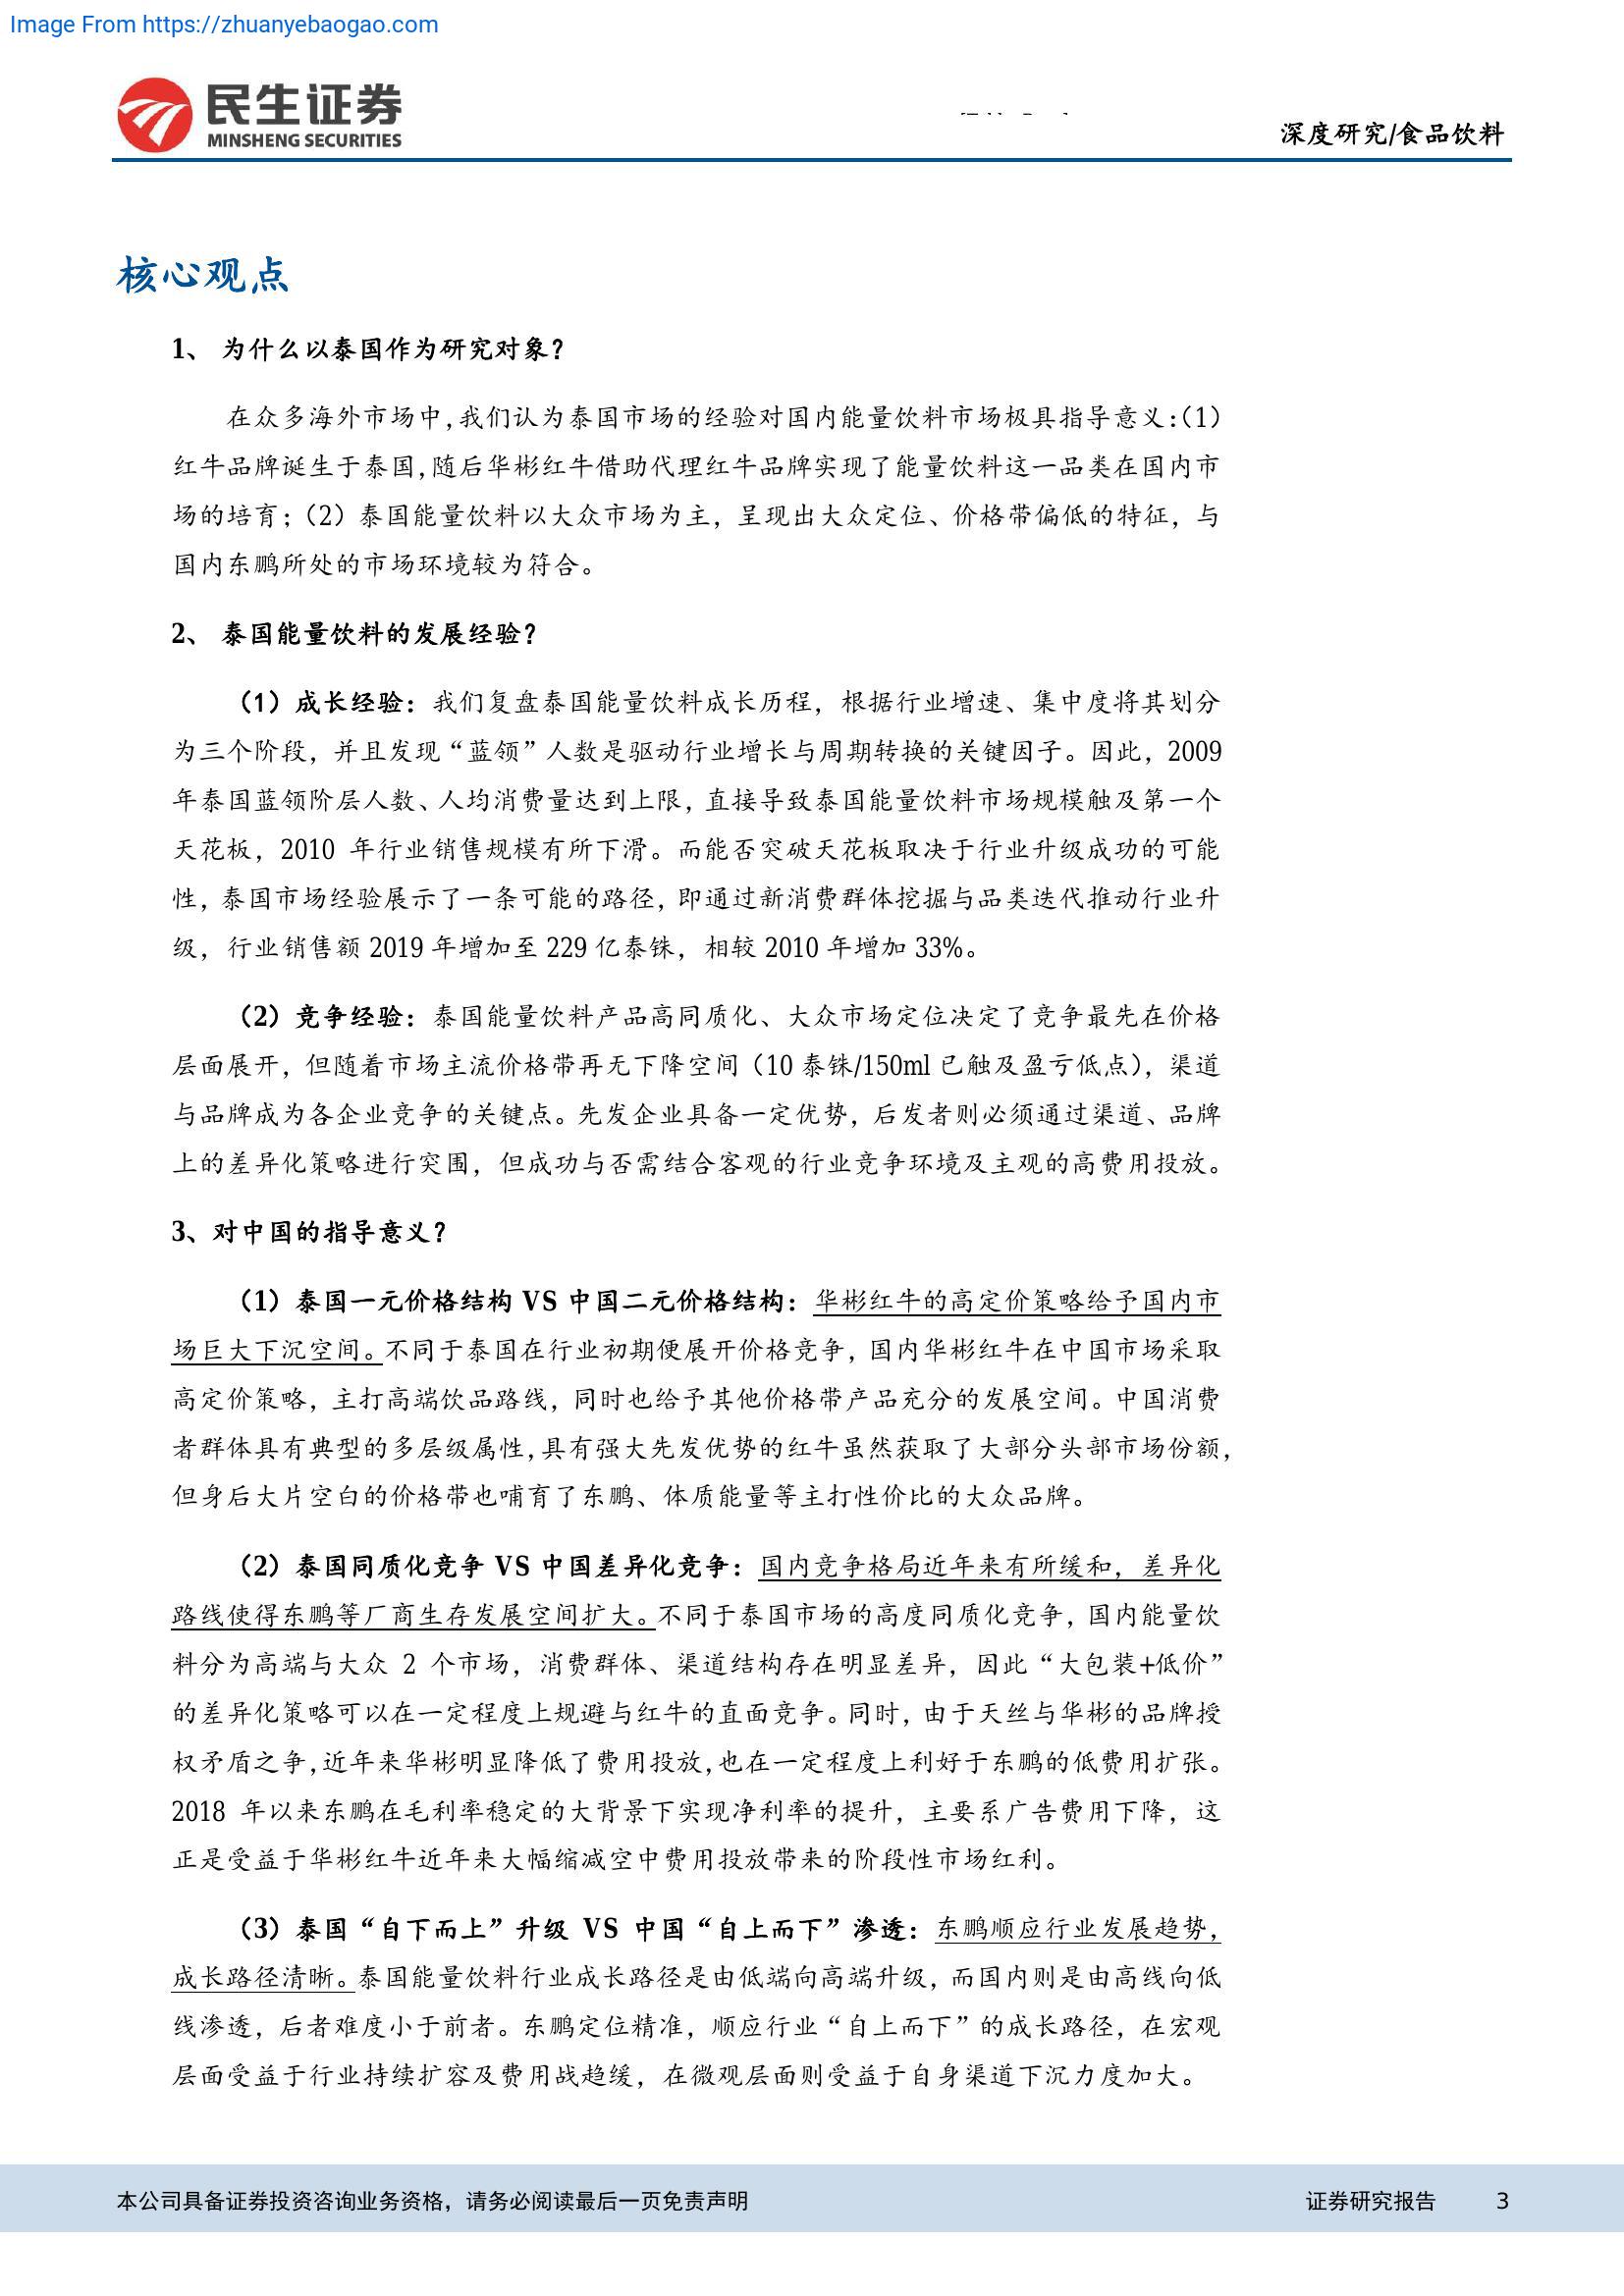 Image From https://zhuanyebaogao.com
民生证券
MINSHENG SECURITIES
深度研究/食品饮料
核心观点
1、 为什么以泰国作为研究对象？
在众多海外市场中，我们认为泰国市场的经验对国内能量饮料市场极具指导意义：（1）
红牛品牌诞生于泰国，随后华彬红牛借助代理红牛品牌实现了能量饮料这一品类在国内市
场的培育；（2）泰国能量饮料以大众市场为主，呈现出大众定位、价格带偏低的特征，与
国内东鹏所处的市场环境较为符合。
2、 泰国能量饮料的发展经验？
（1）成长经验：我们复盘泰国能量饮料成长历程，根据行业增速、集中度将其划分
为三个阶段，并且发现“蓝领”人数是驱动行业增长与周期转换的关键因子。因此，2009
年泰国蓝领阶层人数、人均消费量达到上限，直接导致泰国能量饮料市场规模触及第一个
天花板，2010 年行业销售规模有所下滑。而能否突破天花板取决于行业升级成功的可能
性，泰国市场经验展示了一条可能的路径，即通过新消费群体挖掘与品类迭代推动行业升
级，行业销售额 2019 年增加至 229 亿泰铢，相较 2010 年增加 33%。
（2）竞争经验：泰国能量饮料产品高同质化、大众市场定位决定了竞争最先在价格
层面展开，但随着市场主流价格带再无下降空间（10 泰铢/150ml 已触及盈亏低点），渠道
与品牌成为各企业竞争的关键点。先发企业具备一定优势，后发者则必须通过渠道、品牌
上的差异化策略进行突围，但成功与否需结合客观的行业竞争环境及主观的高费用投放。
3、对中国的指导意义？
（1）泰国一元价格结构 VS 中国二元价格结构：华彬红牛的高定价策略给予国内市
场巨大下沉空间。不同于泰国在行业初期便展开价格竞争，国内华彬红牛在中国市场采取
高定价策略，主打高端饮品路线，同时也给予其他价格带产品充分的发展空间。中国消费
者群体具有典型的多层级属性，具有强大先发优势的红牛虽然获取了大部分头部市场份额，
但身后大片空白的价格带也哺育了东鹏、体质能量等主打性价比的大众品牌。
（2）泰国同质化竞争 VS 中国差异化竞争：国内竞争格局近年来有所缓和，差异化
路线使得东鹏等厂商生存发展空间扩大。不同于泰国市场的高度同质化竞争，国内能量饮
料分为高端与大众 2 个市场，消费群体、渠道结构存在明显差异，因此“大包装+低价”
的差异化策略可以在一定程度上规避与红牛的直面竞争。同时，由于天丝与华彬的品牌授
权矛盾之争，近年来华彬明显降低了费用投放，也在一定程度上利好于东鹏的低费用扩张。
2018 年以来东鹏在毛利率稳定的大背景下实现净利率的提升，主要系广告费用下降，这
正是受益于华彬红牛近年来大幅缩减空中费用投放带来的阶段性市场红利。
（3）泰国“自下而上”升级 VS 中国“自上而下”渗透：东鹏顺应行业发展趋势，
成长路径清晰。泰国能量饮料行业成长路径是由低端向高端升级，而国内则是由高线向低
线渗透，后者难度小于前者。东鹏定位精准，顺应行业“自上而下”的成长路径，在宏观
层面受益于行业持续扩容及费用战趋缓，在微观层面则受益于自身渠道下沉力度加大。
本公司具备证券投资咨询业务资格，请务必阅读最后一页免责声明 证券研究报告 3